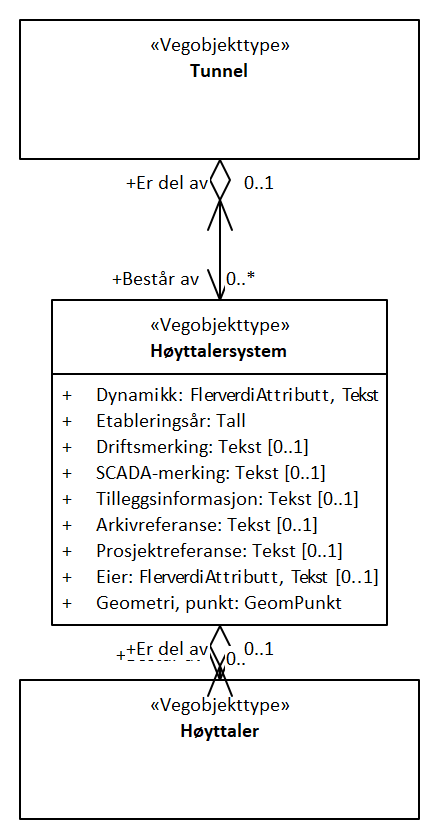 «Vegobjekttype»
Tunnel
+Er del av 0..1
+Består av 0..*
«Vegobjekttype»
Høyttalersystem
+ Dynamikk: FlerverdiAttributt, Tekst
+ Etableringsår: Tall
+ Driftsmerking: Tekst [0..1]
+ SCADA-merking: Tekst [0..1]
+ Tilleggsinformasjon: Tekst [0..1]
+ Arkivreferanse: Tekst [0..1]
+ Prosjektreferanse: Tekst [0..1]
+ Eier: FlerverdiAttributt, Tekst [0..1]
+ Geometri, punkt: GeomPunkt
+Er del av 0..1
«Vegobjekttype»
Høyttaler